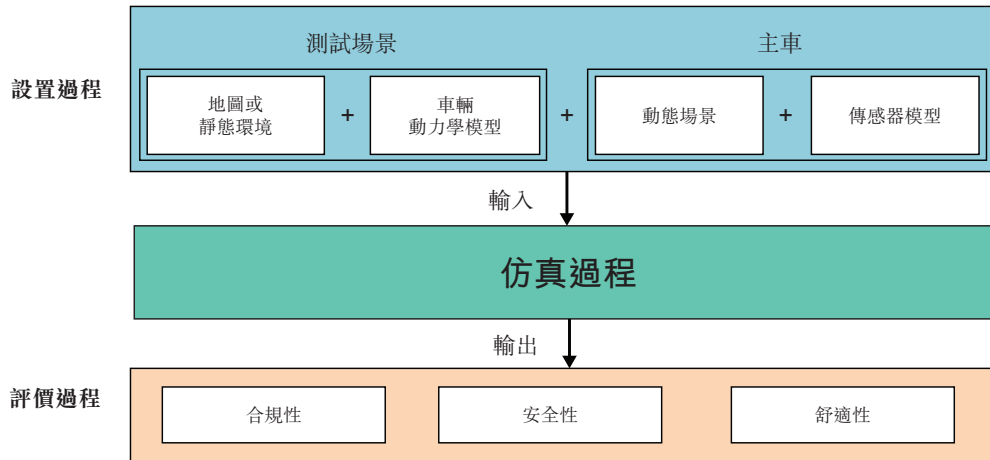 測試場景
主車
設置過程
地圖或
靜態環境
+
車輛
動力學模型
+
動態場景
+
傳感器模型
輸入
仿真過程
輸出
評價過程
合規性
安全性
舒適性